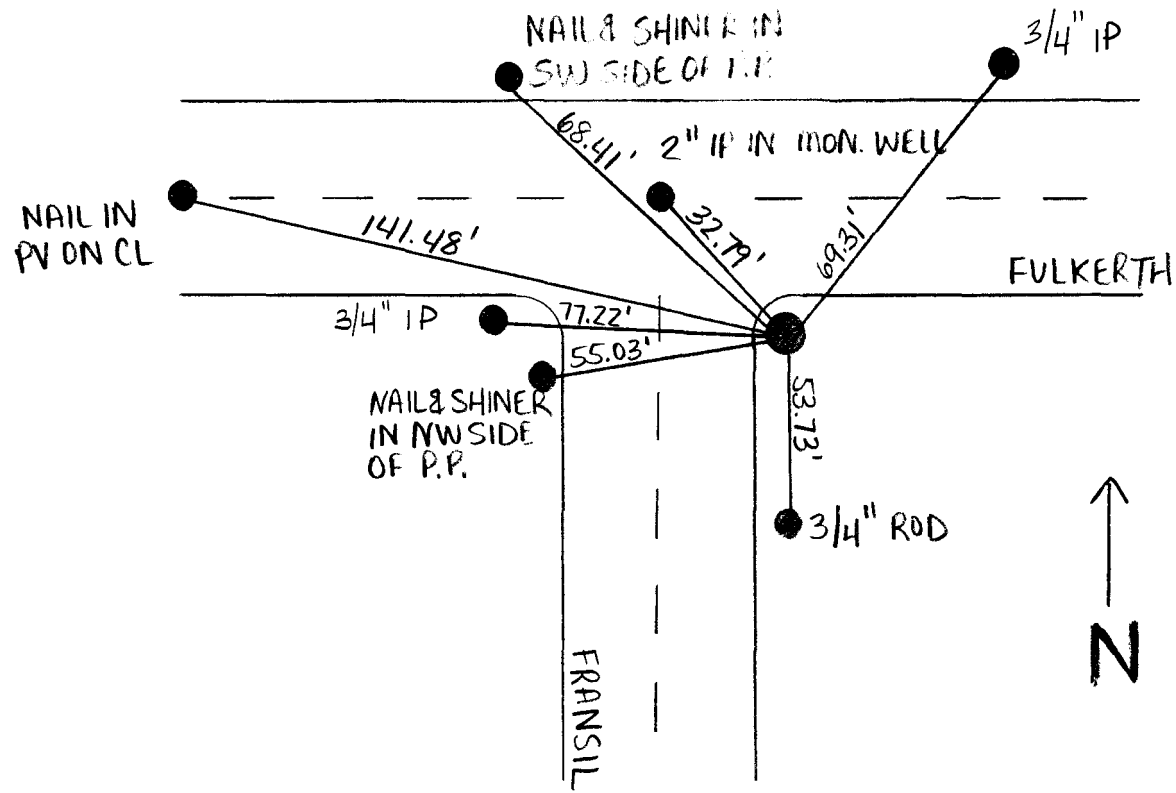 NAIL & SHINER IN
SW SIDE OF P.P.
3/4" IP
68.41'
2" IP IN MON. WELL
NAIL IN
PV ON CL
141.48'
32.79'
69.31'
FULKERTH
3/4" IP
77.22'
55.03'
NAIL & SHINER
IN NW SIDE
OF P.P.
53.73'
3/4" ROD
FRANSIL
N